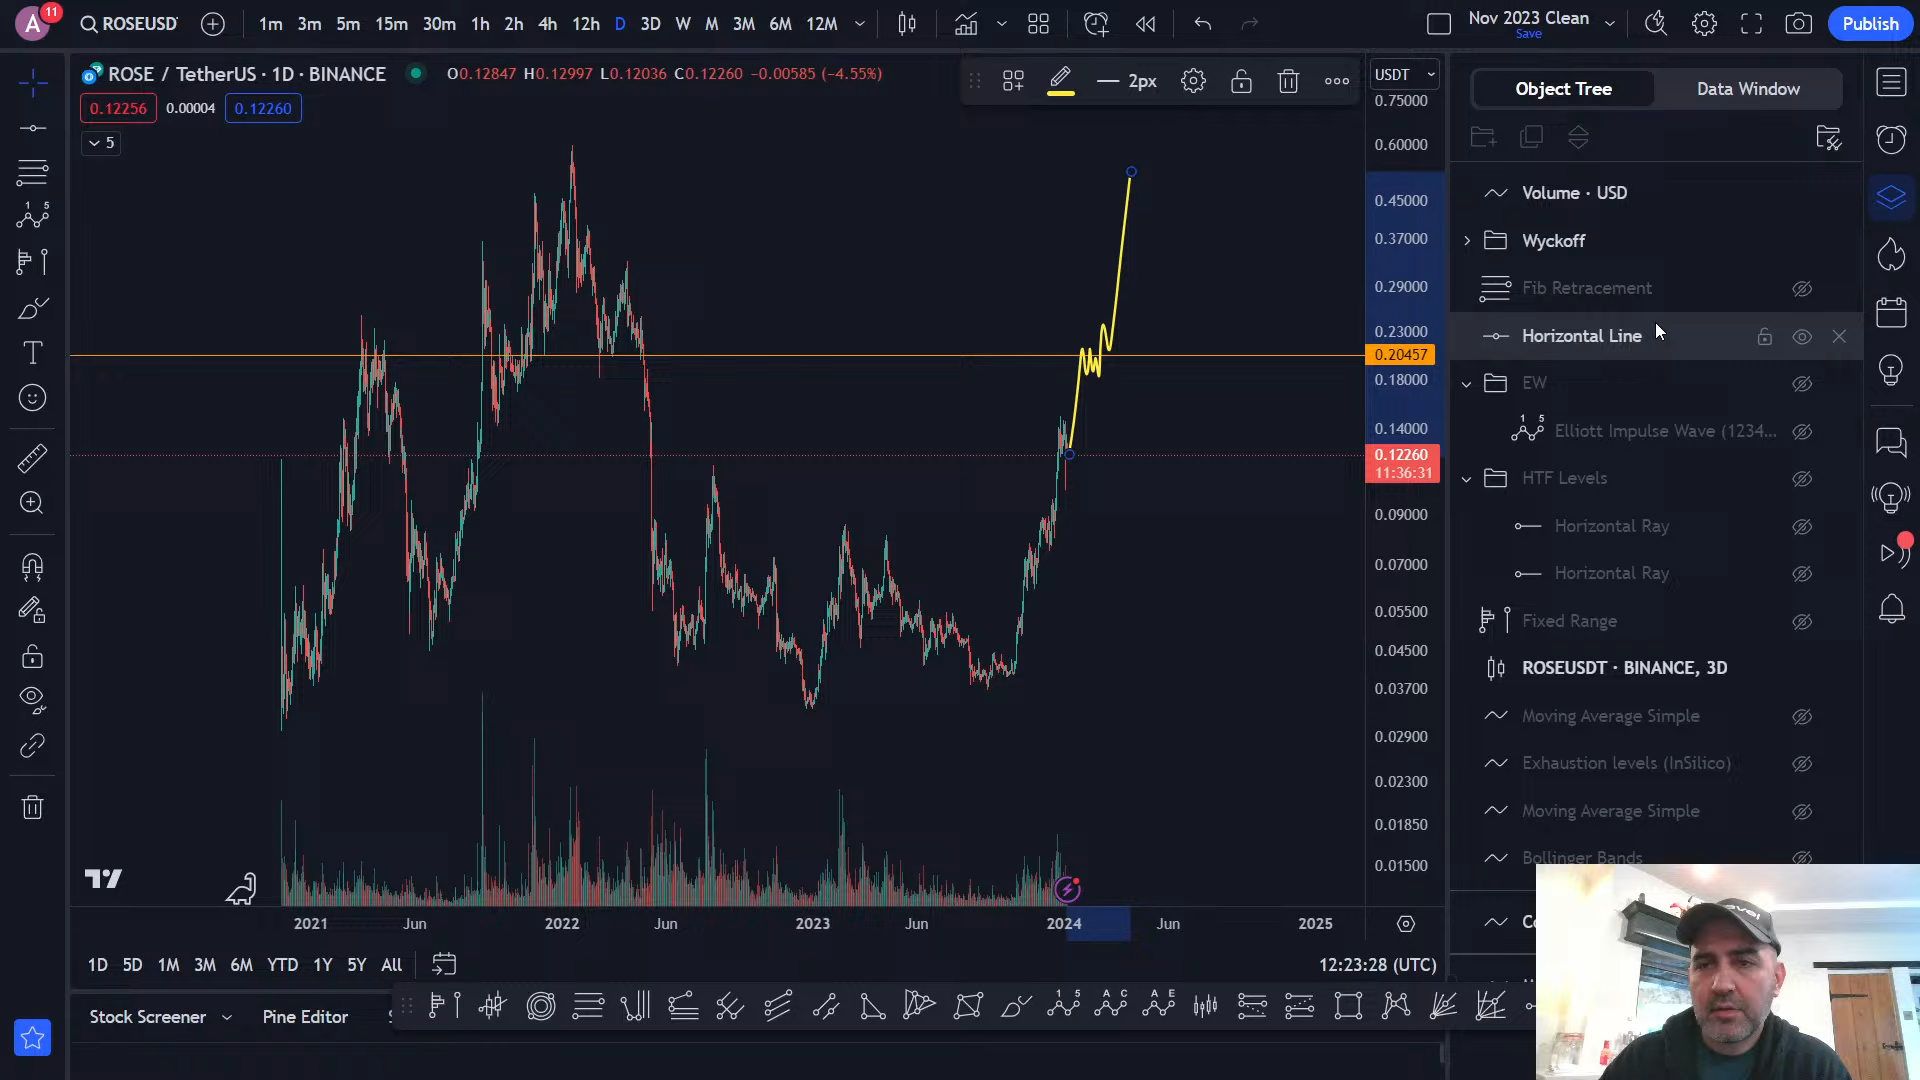 A
11
ROSEUSD
1m 3m 5m 15m 30m 1h 2h 4h 12h D 3D W M 3M 6M 12M
Nov 2023 Clean
Save
Publish
ROSE / TetherUS · 1D · BINANCE
O0.12847 H0.12997 L0.12036 C0.12260 -0.00585 (-4.55%)
0.12256 0.00004 0.12260
5
2px
USDT
0.75000
0.60000
0.45000
0.37000
0.29000
0.23000
0.20457
0.18000
0.14000
0.12260
11:36:31
0.09000
0.07000
0.05500
0.04500
0.03700
0.02900
0.02300
0.01850
0.01500
2021 Jun 2022 Jun 2023 Jun 2024 Jun 2025
1D 5D 1M 3M 6M YTD 1Y 5Y All
12:23:28 (UTC)
Stock Screener
Pine Editor
Object Tree
Data Window
Volume · USD
Wyckoff
Fib Retracement
Horizontal Line
EW
Elliott Impulse Wave (1234...
HTF Levels
Horizontal Ray
Horizontal Ray
Fixed Range
ROSEUSDT · BINANCE, 3D
Moving Average Simple
Exhaustion levels (InSilico)
Moving Average Simple
Bollinger Bands